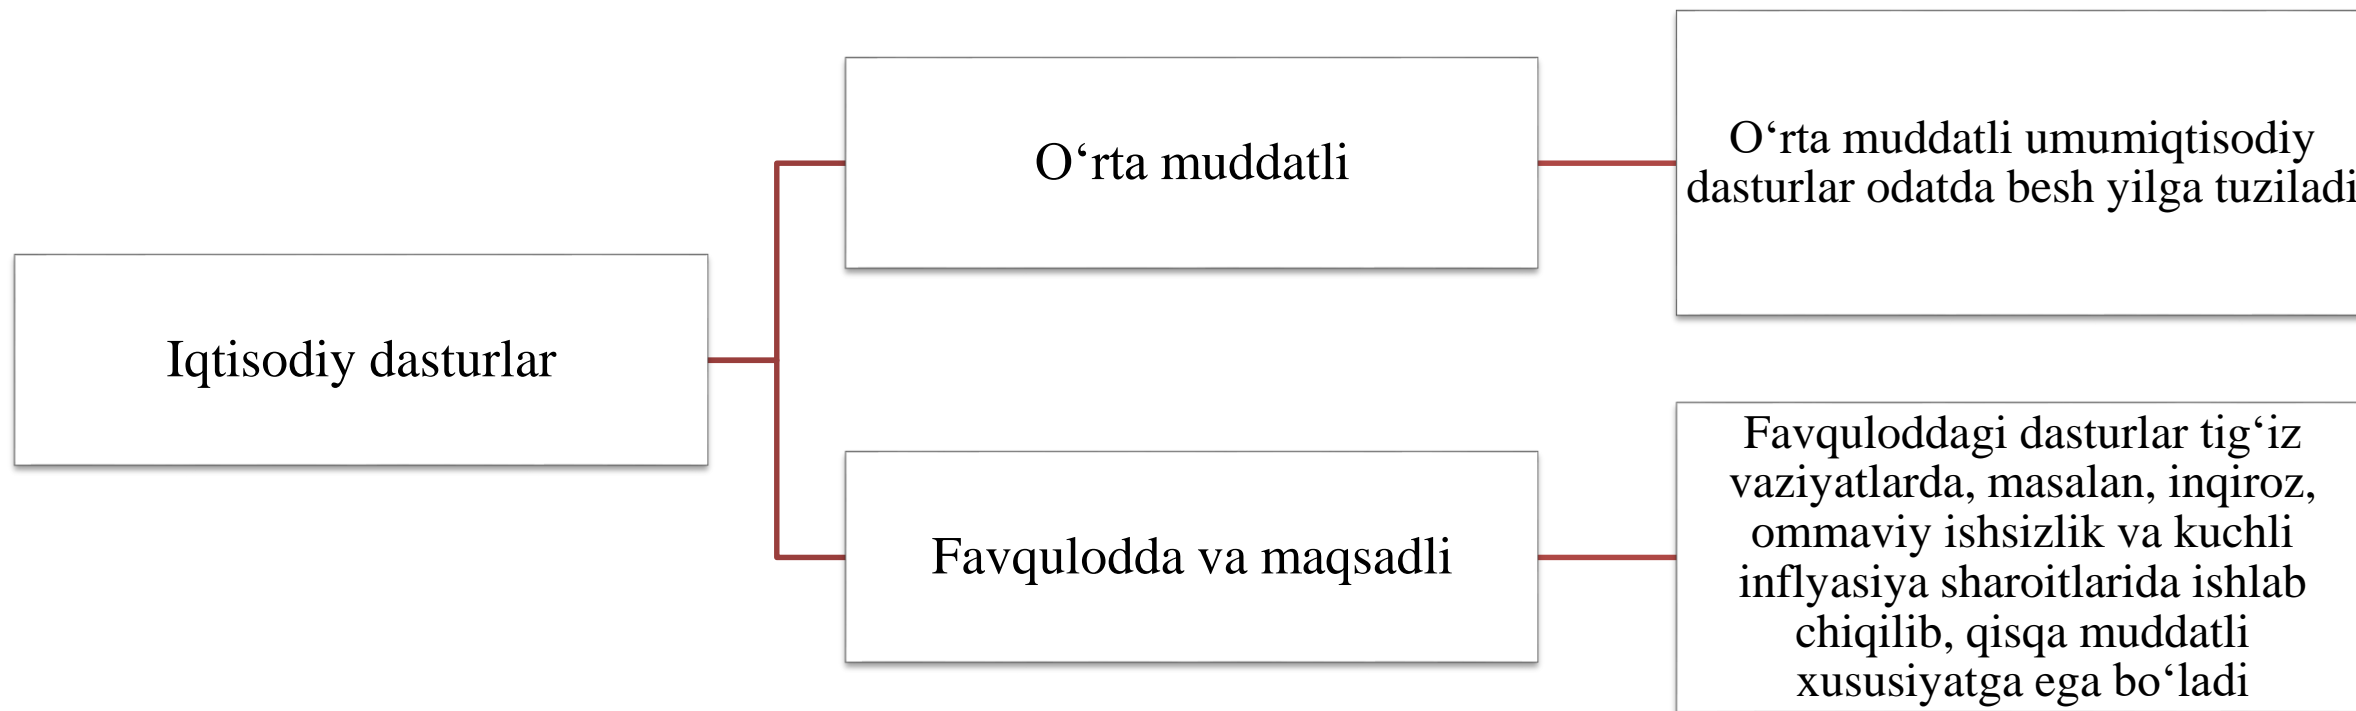 Iqtisodiy dasturlar
O‘rta muddatli
O‘rta muddatli umumiqtisodiy
dasturlar odatda besh yilga tuziladi
Favqulodda va maqsadli
Favquloddagi dasturlar tig‘iz
vaziyatlarda, masalan, inqiroz,
ommaviy ishsizlik va kuchli
inflyasiya sharoitlarida ishlab
chiqilib, qisqa muddatli
xususiyatga ega bo‘ladi